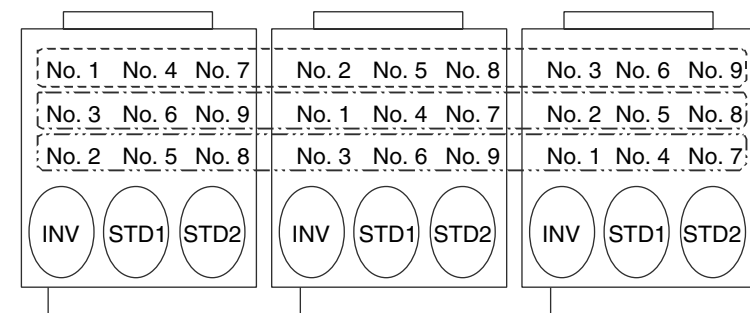 No. 1 No. 4 No. 7 No. 2 No. 5 No. 8 No. 3 No. 6 No. 9
No. 3 No. 6 No. 9 No. 1 No. 4 No. 7 No. 2 No. 5 No. 8
No. 2 No. 5 No. 8 No. 3 No. 6 No. 9 No. 1 No. 4 No. 7
INV STD1 STD2 INV STD1 STD2 INV STD1 STD2